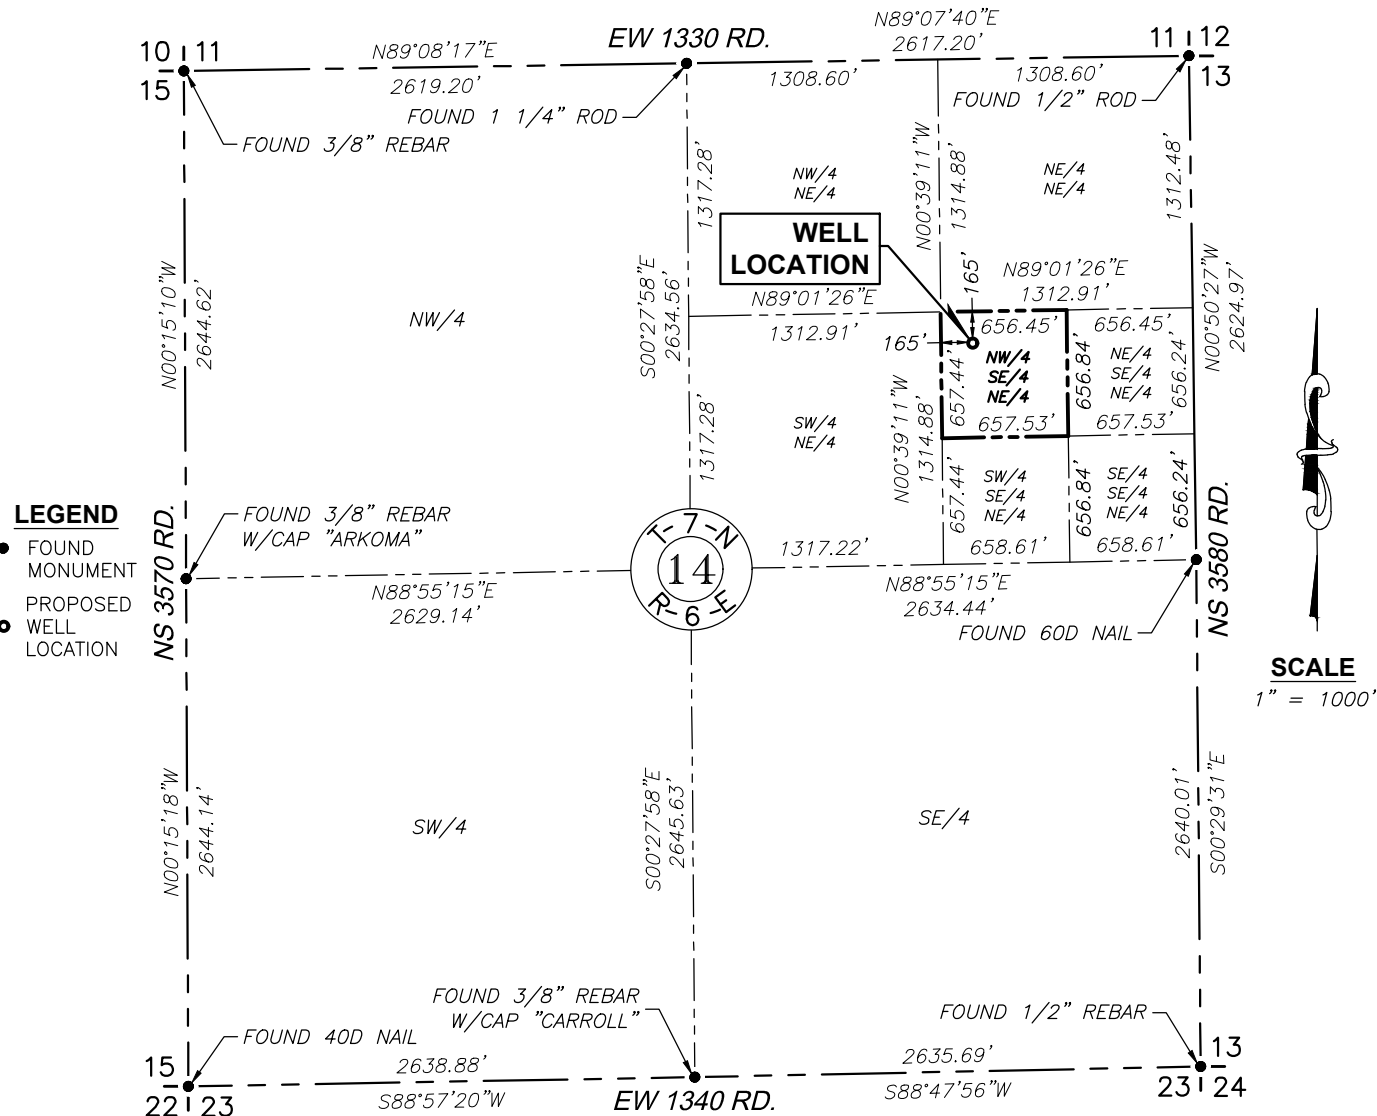 N89°07'40"E
2617.20'
EW 1330 RD.
N89°08'17"E
2619.20'
10 11
15
11 12
13
1308.60'
1308.60'
FOUND 1 1/4" ROD
FOUND 1/2" ROD
FOUND 3/8" REBAR
1317.28'
N00°39'11"W
1314.88'
1312.48'
NW/4
NE/4
NE/4
NE/4
WELL
LOCATION
165'
N89°01'26"E
1312.91'
N00°15'10"W
2644.62'
NW/4
S00°27'58"E
2634.56'
N89°01'26"E
1312.91'
N00°50'27"W
2624.97'
165'
656.45'
656.45'
657.44'
NW/4
SE/4
NE/4
656.84'
NE/4
SE/4
NE/4
656.24'
657.53'
657.53'
1317.28'
SW/4
NE/4
N00°39'11"W
1314.88'
657.44'
SW/4
SE/4
NE/4
656.84'
SE/4
SE/4
NE/4
656.24'
658.61'
658.61'
LEGEND
FOUND
MONUMENT
PROPOSED
WELL
LOCATION
NS 3570 RD.
FOUND 3/8" REBAR
W/CAP "ARKOMA"
T-7-N
14
R-6-E
1317.22'
N88°55'15"E
2629.14'
N88°55'15"E
2634.44'
FOUND 60D NAIL
NS 3580 RD.
SCALE
1" = 1000'
N00°15'18"W
2644.14'
SW/4
S00°27'58"E
2645.63'
SE/4
2640.01'
S00°29'31"E
FOUND 3/8" REBAR
W/CAP "CARROLL"
FOUND 1/2" REBAR
FOUND 40D NAIL
15
22 23
2638.88'
S88°57'20"W
EW 1340 RD.
2635.69'
S88°47'56"W
13
23 24